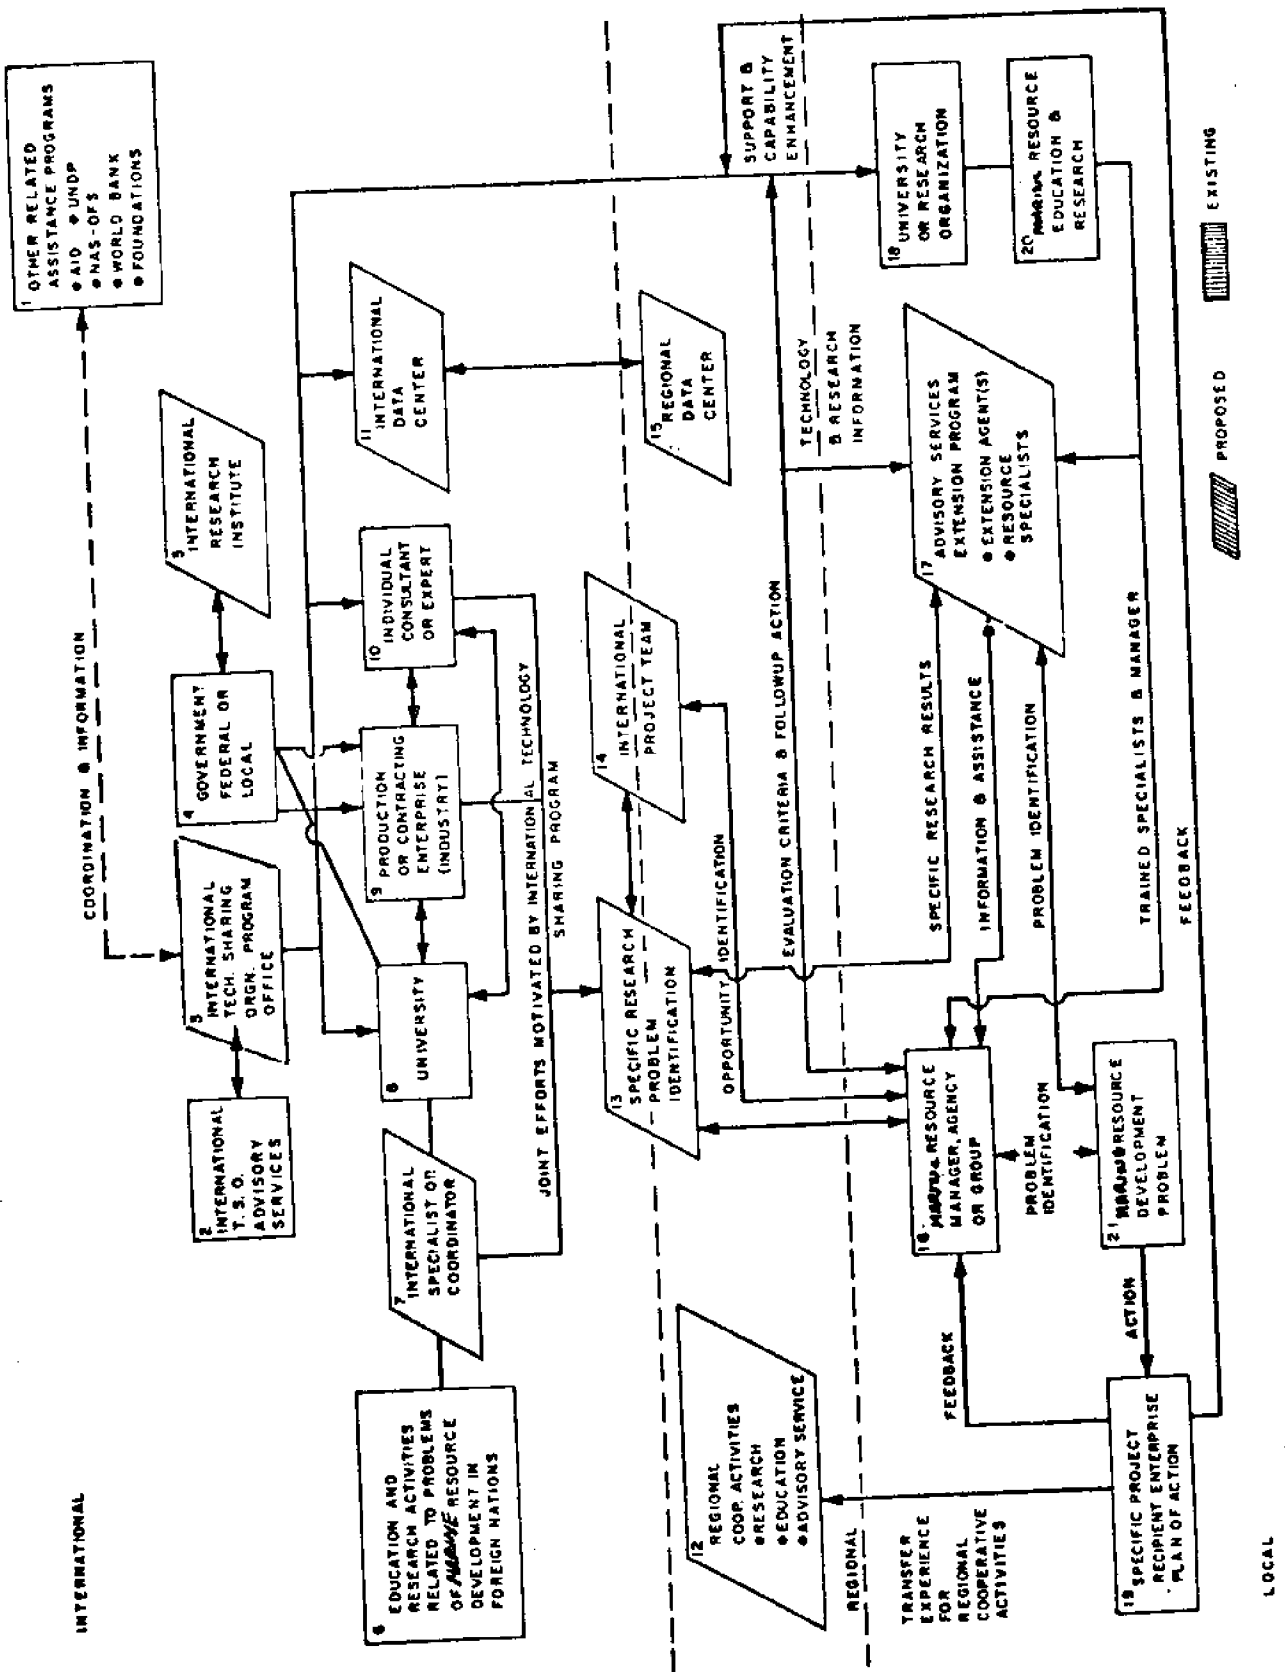 INTERNATIONAL
COORDINATION & INFORMATION
1
OTHER RELATED
ASSISTANCE PROGRAMS
● AID ● UNDP
● NAS-OFS
● WORLD BANK
● FOUNDATIONS
2
INTERNATIONAL
T. S. O.
ADVISORY
SERVICES
3
INTERNATIONAL
TECH. SHARING
ORGN. PROGRAM
OFFICE
4
GOVERNMENT
FEDERAL OR
LOCAL
5
INTERNATIONAL
RESEARCH
INSTITUTE
6
EDUCATION AND
RESEARCH ACTIVITIES
RELATED TO PROBLEMS
OF MARINE RESOURCE
DEVELOPMENT IN
FOREIGN NATIONS
7
INTERNATIONAL
SPECIALIST OR
COORDINATOR
8
UNIVERSITY
9
PRODUCTION
OR CONTRACTING
ENTERPRISE
(INDUSTRY)
10
INDIVIDUAL
CONSULTANT
OR EXPERT
11
INTERNATIONAL
DATA
CENTER
JOINT EFFORTS MOTIVATED BY INTERNATIONAL TECHNOLOGY
SHARING PROGRAM
12
REGIONAL
COOP. ACTIVITIES
● RESEARCH
● EDUCATION
● ADVISORY SERVICE
13
SPECIFIC RESEARCH
PROBLEM
IDENTIFICATION
14
INTERNATIONAL
PROJECT TEAM
15
REGIONAL
DATA
CENTER
OPPORTUNITY IDENTIFICATION
EVALUATION CRITERIA & FOLLOWUP ACTION
SUPPORT &
CAPABILITY
ENHANCEMENT
TECHNOLOGY
& RESEARCH
INFORMATION
REGIONAL
TRANSFER
EXPERIENCE
FOR
REGIONAL
COOPERATIVE
ACTIVITIES
FEEDBACK
16
MARINE RESOURCE
MANAGER, AGENCY
OR GROUP
SPECIFIC RESEARCH RESULTS
INFORMATION & ASSISTANCE
PROBLEM IDENTIFICATION
17
ADVISORY SERVICES
EXTENSION PROGRAM
● EXTENSION AGENT(S)
● RESOURCE
SPECIALISTS
18
UNIVERSITY
OR RESEARCH
ORGANIZATION
PROBLEM
IDENTIFICATION
20
MARINE RESOURCE
EDUCATION &
RESEARCH
19
SPECIFIC PROJECT
RECIPIENT ENTERPRISE
PLAN OF ACTION
ACTION
21
MARINE RESOURCE
DEVELOPMENT
PROBLEM
TRAINED SPECIALISTS & MANAGER
FEEDBACK
PROPOSED
EXISTING
LOCAL